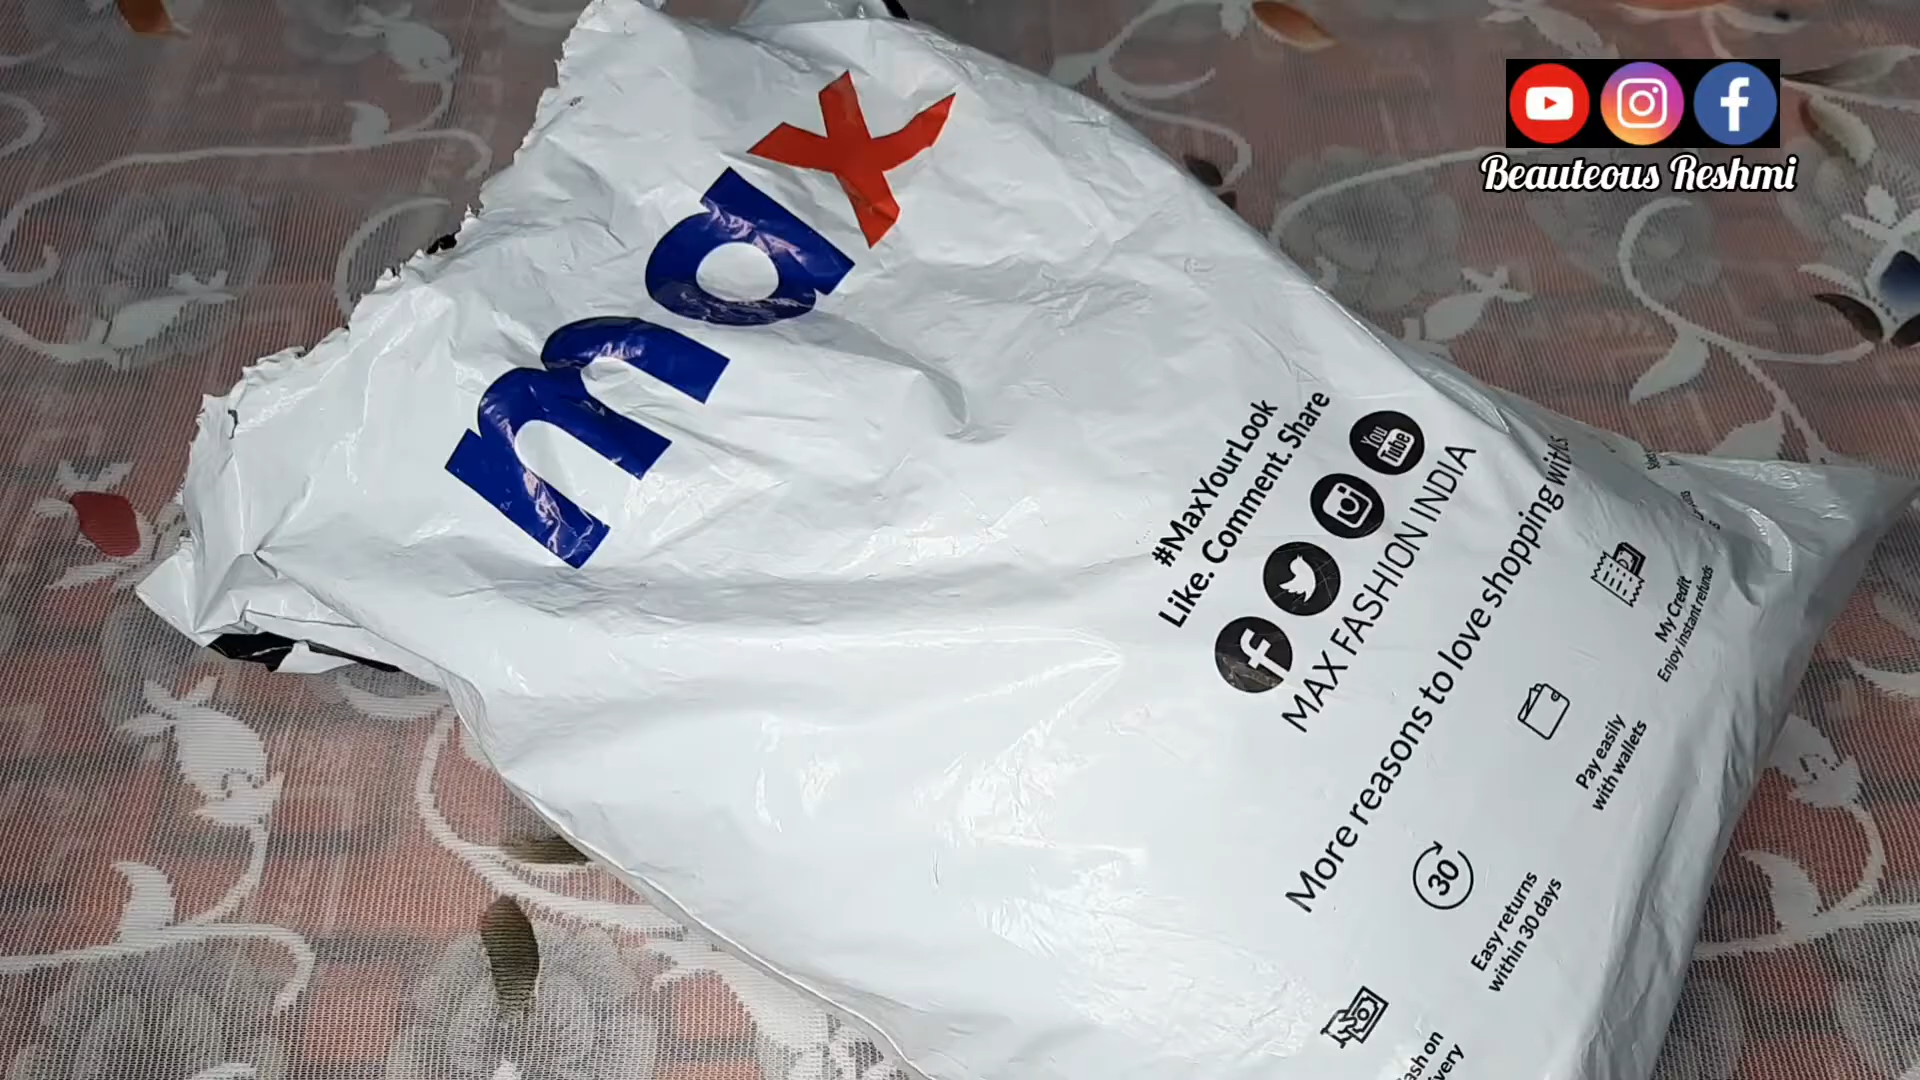 Beauteous Reshmi
max
#MaxYourLook
Like. Comment. Share
You
Tube
MAX FASHION INDIA
More reasons to love shopping with
My Credit
Enjoy instant refunds
Pay easily
with wallets
30
Easy returns
within 30 days